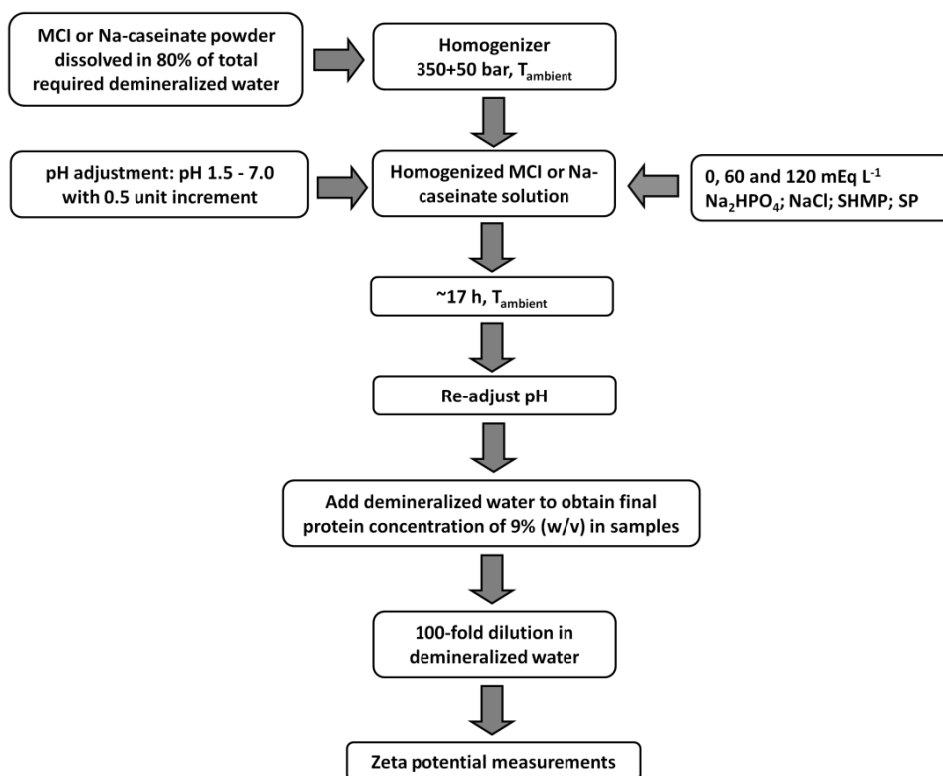 MCI or Na-caseinate powder
dissolved in 80% of total
required demineralized water
Homogenizer
350+50 bar, Tambient
pH adjustment: pH 1.5 - 7.0
with 0.5 unit increment
Homogenized MCI or Na-
caseinate solution
0, 60 and 120 mEq L⁻¹
Na₂HPO₄; NaCl; SHMP; SP
~17 h, Tambient
Re-adjust pH
Add demineralized water to obtain final
protein concentration of 9% (w/v) in samples
100-fold dilution in
demineralized water
Zeta potential measurements